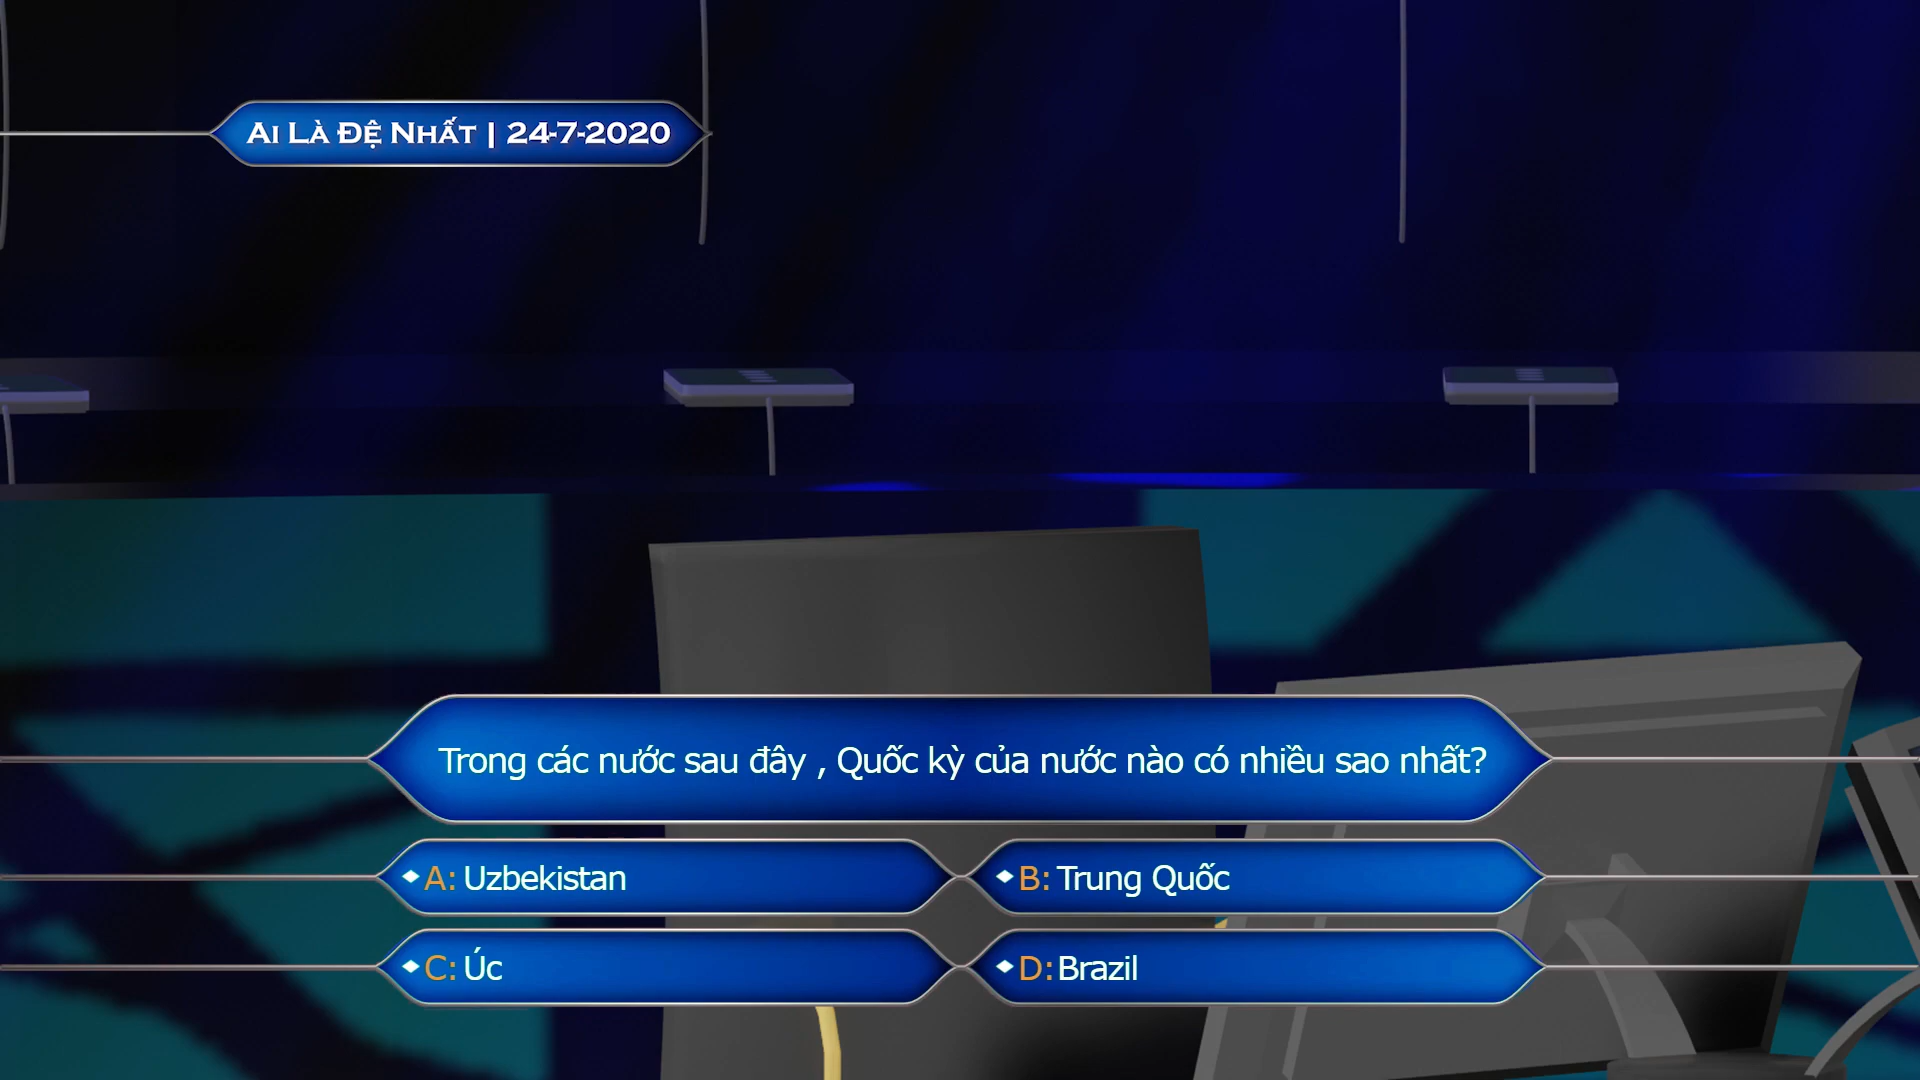 Ai Là Đệ Nhất | 24-7-2020
Trong các nước sau đây , Quốc kỳ của nước nào có nhiều sao nhất?
A: Uzbekistan
B: Trung Quốc
C: Úc
D: Brazil